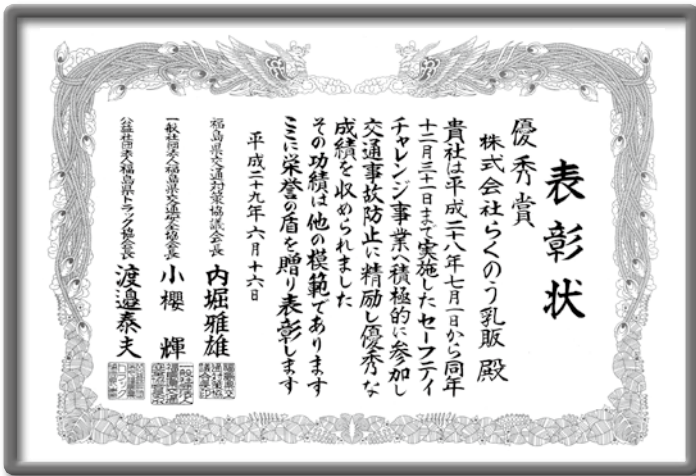 表彰状
優秀賞
株式会社らくのう乳販 殿
貴社は平成二十八年七月一日から同年
十二月三十一日まで実施したセーフティ
チャレンジ事業へ積極的に参加し
交通事故防止に精励し優秀な
成績を収められました
その功績は他の模範であります
ここに栄誉の盾を贈り表彰します
平成二十九年六月十六日
福島県交通対策協議会長 内堀雅雄
一般社団法人福島県交通安全協会長 小櫻 輝
公益社団法人福島県トラック協会長 渡邉泰夫